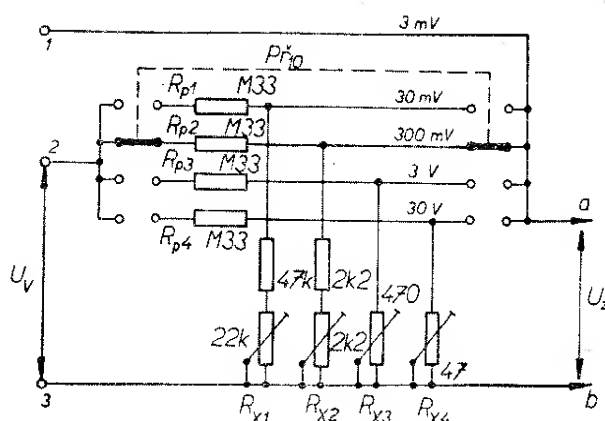 3 mV
1
Př10
Rp1 M33 30 mV
Rp2 M33 300 mV
2
Rp3 M33 3 V
Rp4 M33 30 V
a
47k 2k2 470
Uv
22k 2k2 47
3 b
RX1 RX2 RX3 RX4